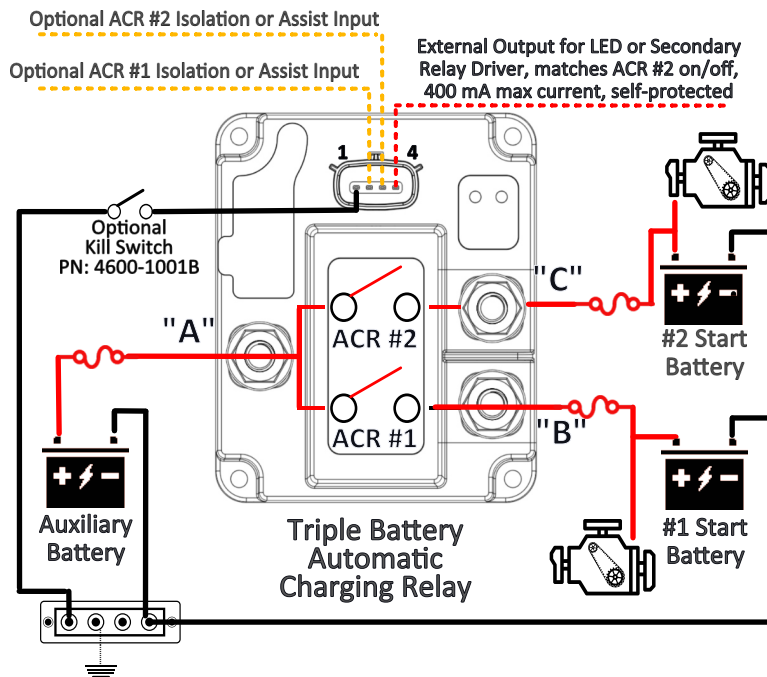 Optional ACR #2 Isolation or Assist Input
Optional ACR #1 Isolation or Assist Input
External Output for LED or Secondary
Relay Driver, matches ACR #2 on/off,
400 mA max current, self-protected
1
4
Optional
Kill Switch
PN: 4600-1001B
"A"
"C"
ACR #2
#2 Start
Battery
ACR #1
"B"
Auxiliary
Battery
#1 Start
Battery
Triple Battery
Automatic
Charging Relay